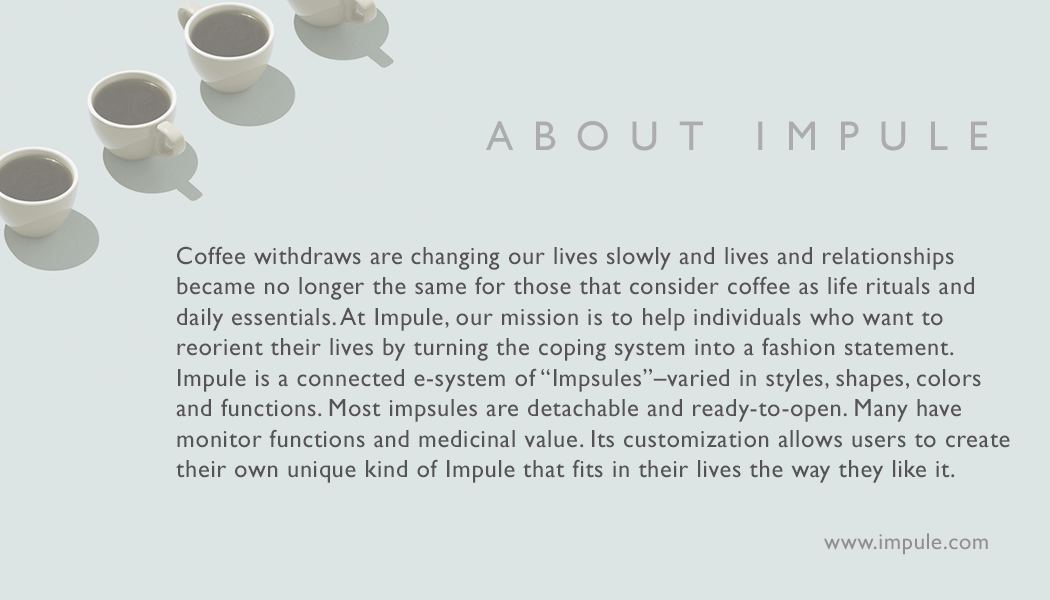 ABOUT IMPULE
Coffee withdraws are changing our lives slowly and lives and relationships
became no longer the same for those that consider coffee as life rituals and
daily essentials. At Impule, our mission is to help individuals who want to
reorient their lives by turning the coping system into a fashion statement.
Impule is a connected e-system of “Impsules”–varied in styles, shapes, colors
and functions. Most impsules are detachable and ready-to-open. Many have
monitor functions and medicinal value. Its customization allows users to create
their own unique kind of Impule that fits in their lives the way they like it.
www.impule.com